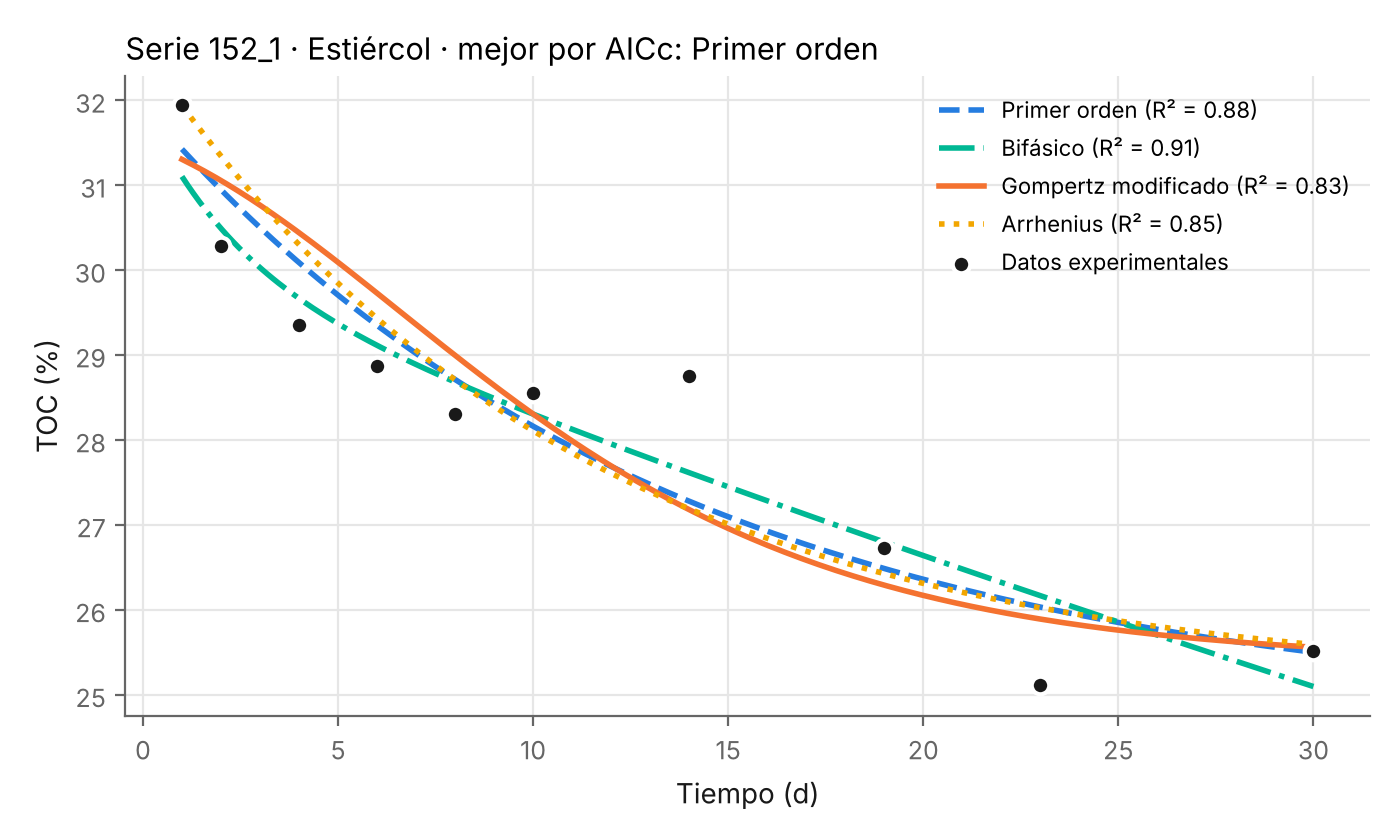 Serie 152_1 · Estiércol · mejor por AICc: Primer orden
Primer orden (R² = 0.88)
Bifásico (R² = 0.91)
Gompertz modificado (R² = 0.83)
Arrhenius (R² = 0.85)
Datos experimentales
TOC (%)
32
31
30
29
28
27
26
25
0 5 10 15 20 25 30
Tiempo (d)